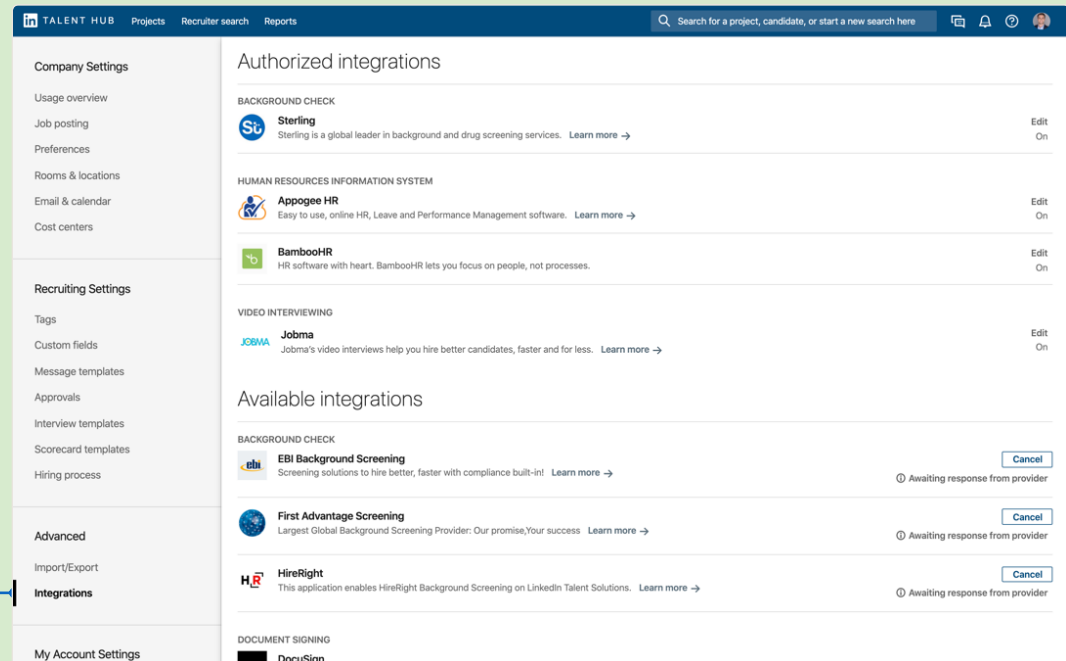 in TALENT HUB Projects Recruiter search Reports Search for a project, candidate, or start a new search here
Company Settings
Usage overview
Job posting
Preferences
Rooms & locations
Email & calendar
Cost centers
Recruiting Settings
Tags
Custom fields
Message templates
Approvals
Interview templates
Scorecard templates
Hiring process
Advanced
Import/Export
Integrations
My Account Settings
Authorized integrations
BACKGROUND CHECK
St
Sterling
Sterling is a global leader in background and drug screening services. Learn more →
Edit
On
HUMAN RESOURCES INFORMATION SYSTEM
Appogee HR
Easy to use, online HR, Leave and Performance Management software. Learn more →
Edit
On
BambooHR
HR software with heart. BambooHR lets you focus on people, not processes.
Edit
On
VIDEO INTERVIEWING
JOBMA
Jobma
Jobma's video interviews help you hire better candidates, faster and for less. Learn more →
Edit
On
Available integrations
BACKGROUND CHECK
ebi
EBI Background Screening
Screening solutions to hire better, faster with compliance built-in! Learn more →
Cancel
Awaiting response from provider
First Advantage Screening
Largest Global Background Screening Provider: Our promise,Your success Learn more →
Cancel
Awaiting response from provider
HR
HireRight
This application enables HireRight Background Screening on LinkedIn Talent Solutions. Learn more →
Cancel
Awaiting response from provider
DOCUMENT SIGNING
DocuSign